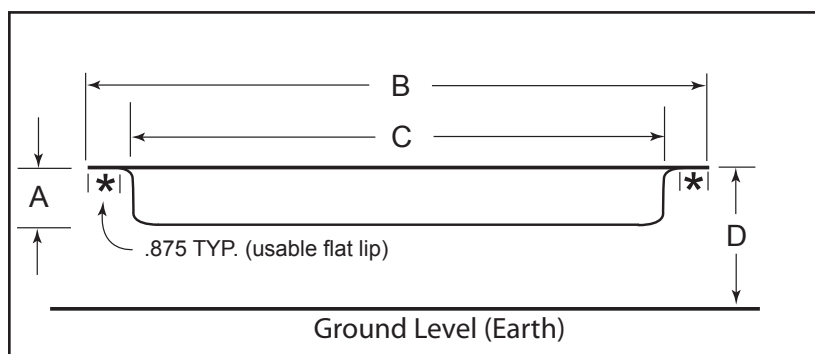 B
C
A
*
*
D
.875 TYP. (usable flat lip)
Ground Level (Earth)